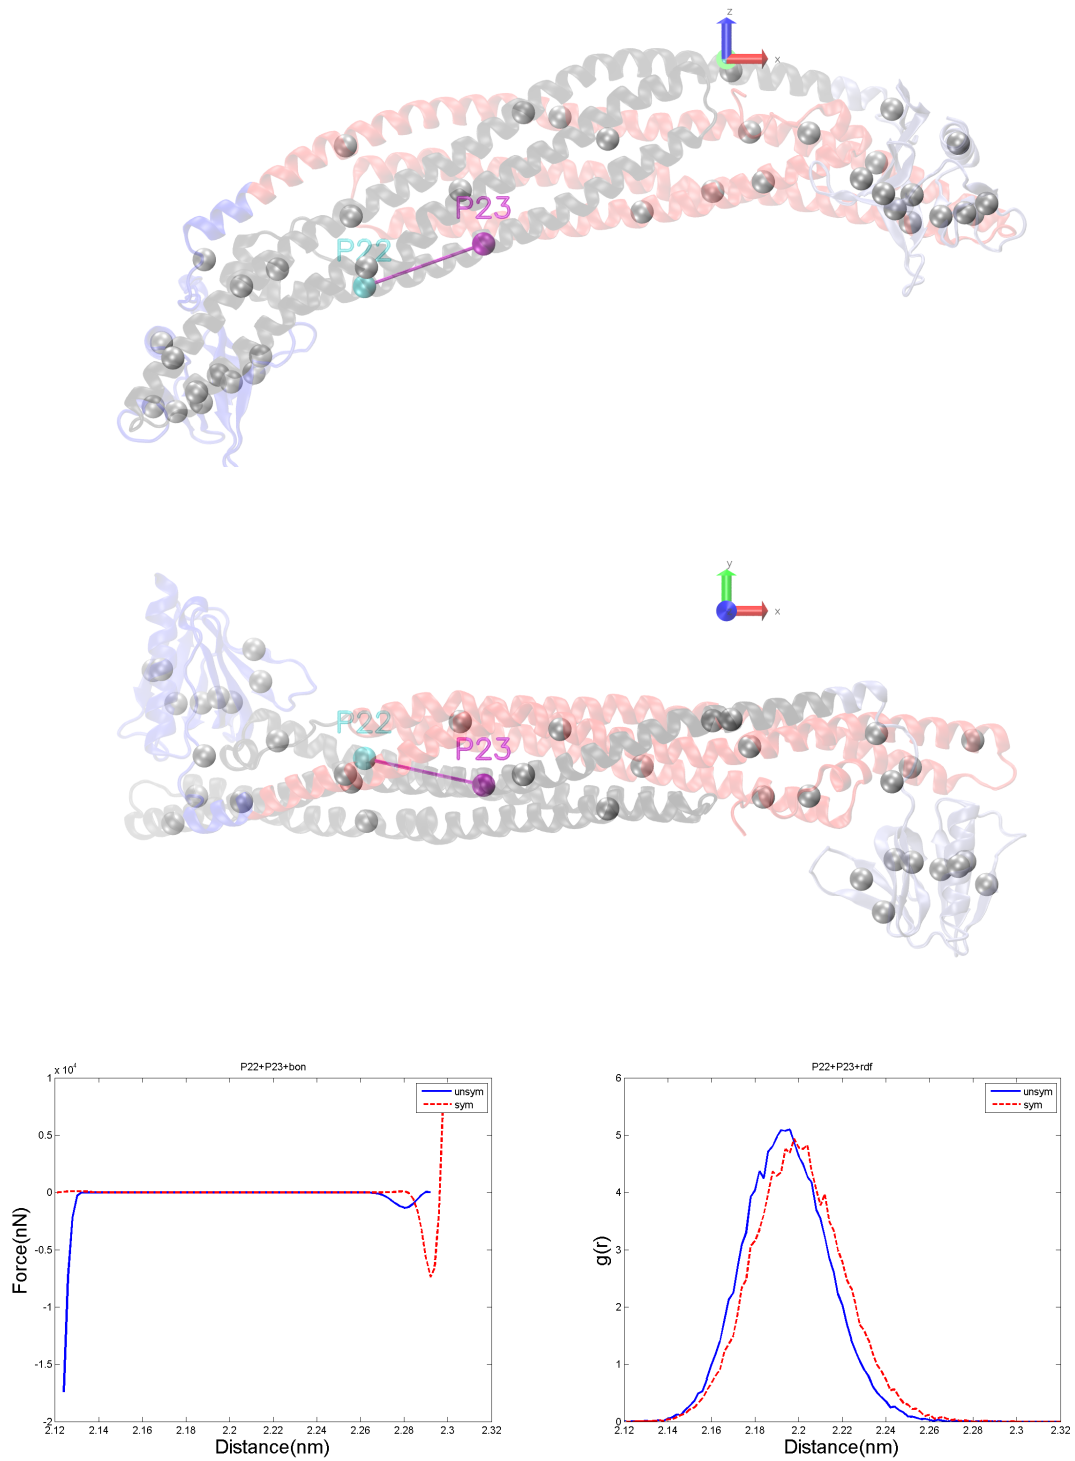 z
x
P23
P22
y
x
P22
P23
P22+P23+bon
x 10^4
unsym
sym
1
0.5
0
-0.5
-1
-1.5
-2
Force(nN)
2.12 2.14 2.16 2.18 2.2 2.22 2.24 2.26 2.28 2.3 2.32
Distance(nm)
P22+P23+rdf
unsym
sym
6
5
4
3
2
1
0
g(r)
2.12 2.14 2.16 2.18 2.2 2.22 2.24 2.26 2.28 2.3 2.32
Distance(nm)